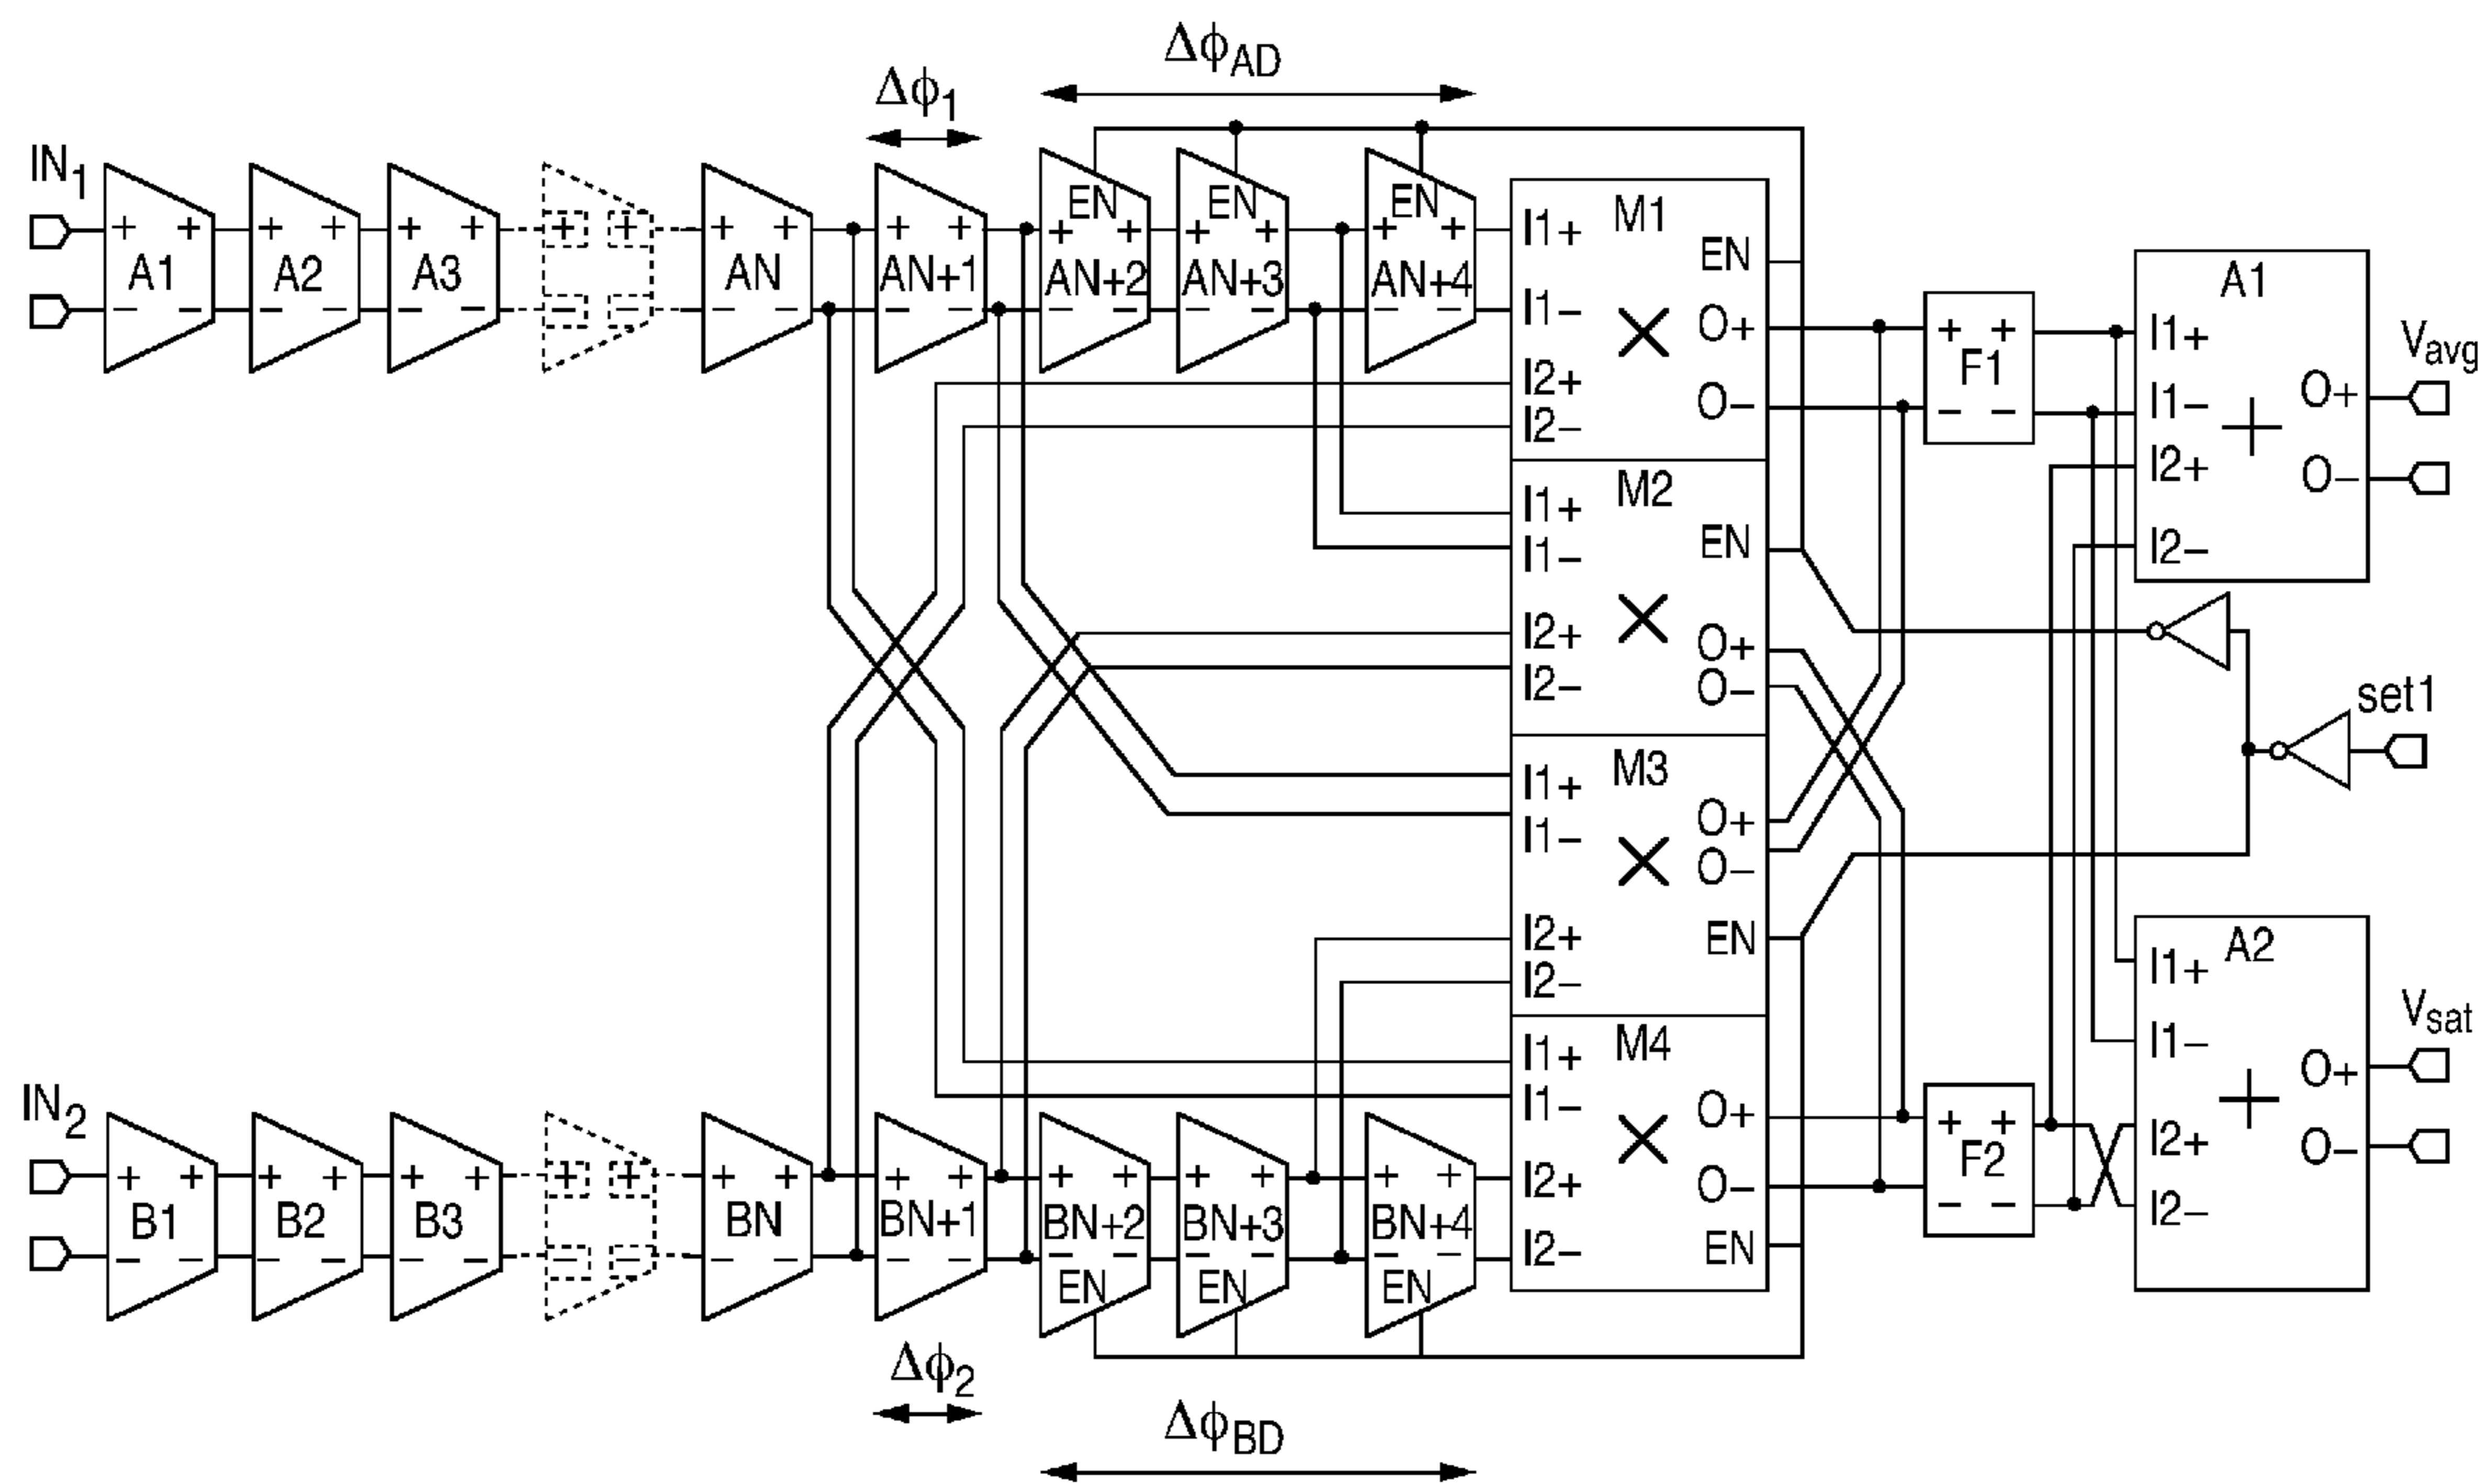 Δϕ1
ΔϕAD
IN1
A1
A2
A3
AN
AN+1
EN
AN+2
EN
AN+3
EN
AN+4
+ +
− −
M1
I1+
I1−
I2+
I2−
EN
O+
O−
×
M2
I1+
I1−
I2+
I2−
EN
O+
O−
×
M3
I1+
I1−
I2+
I2−
O+
O−
EN
×
M4
I1+
I1−
I2+
I2−
O+
O−
EN
×
F1
+ +
− −
A1
I1+
I1−
I2+
I2−
+
O+
O−
Vavg
set1
F2
+ +
− −
A2
I1+
I1−
I2+
I2−
+
O+
O−
Vsat
IN2
B1
B2
B3
BN
BN+1
BN+2
EN
BN+3
EN
BN+4
EN
+ +
− −
Δϕ2
ΔϕBD